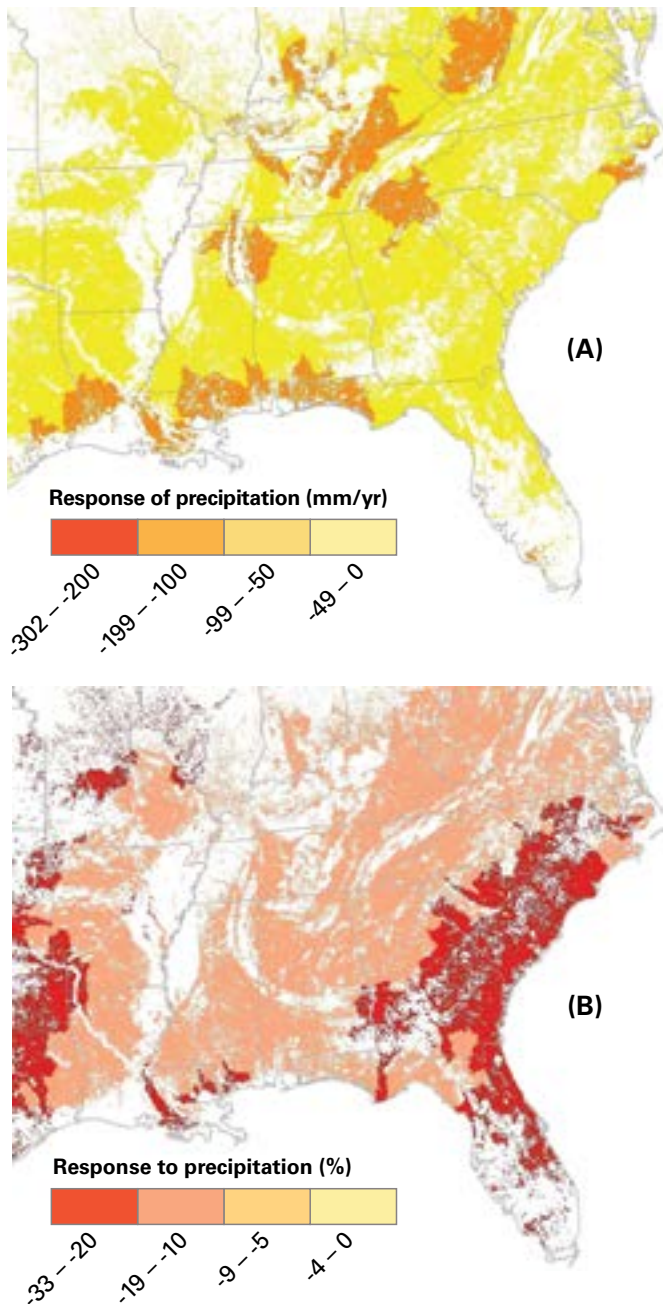 (A)
Response of precipitation (mm/yr)
-302 – -200
-199 – -100
-99 – -50
-49 – 0
(B)
Response to precipitation (%)
-33 – -20
-19 – -10
-9 – -5
-4 – 0